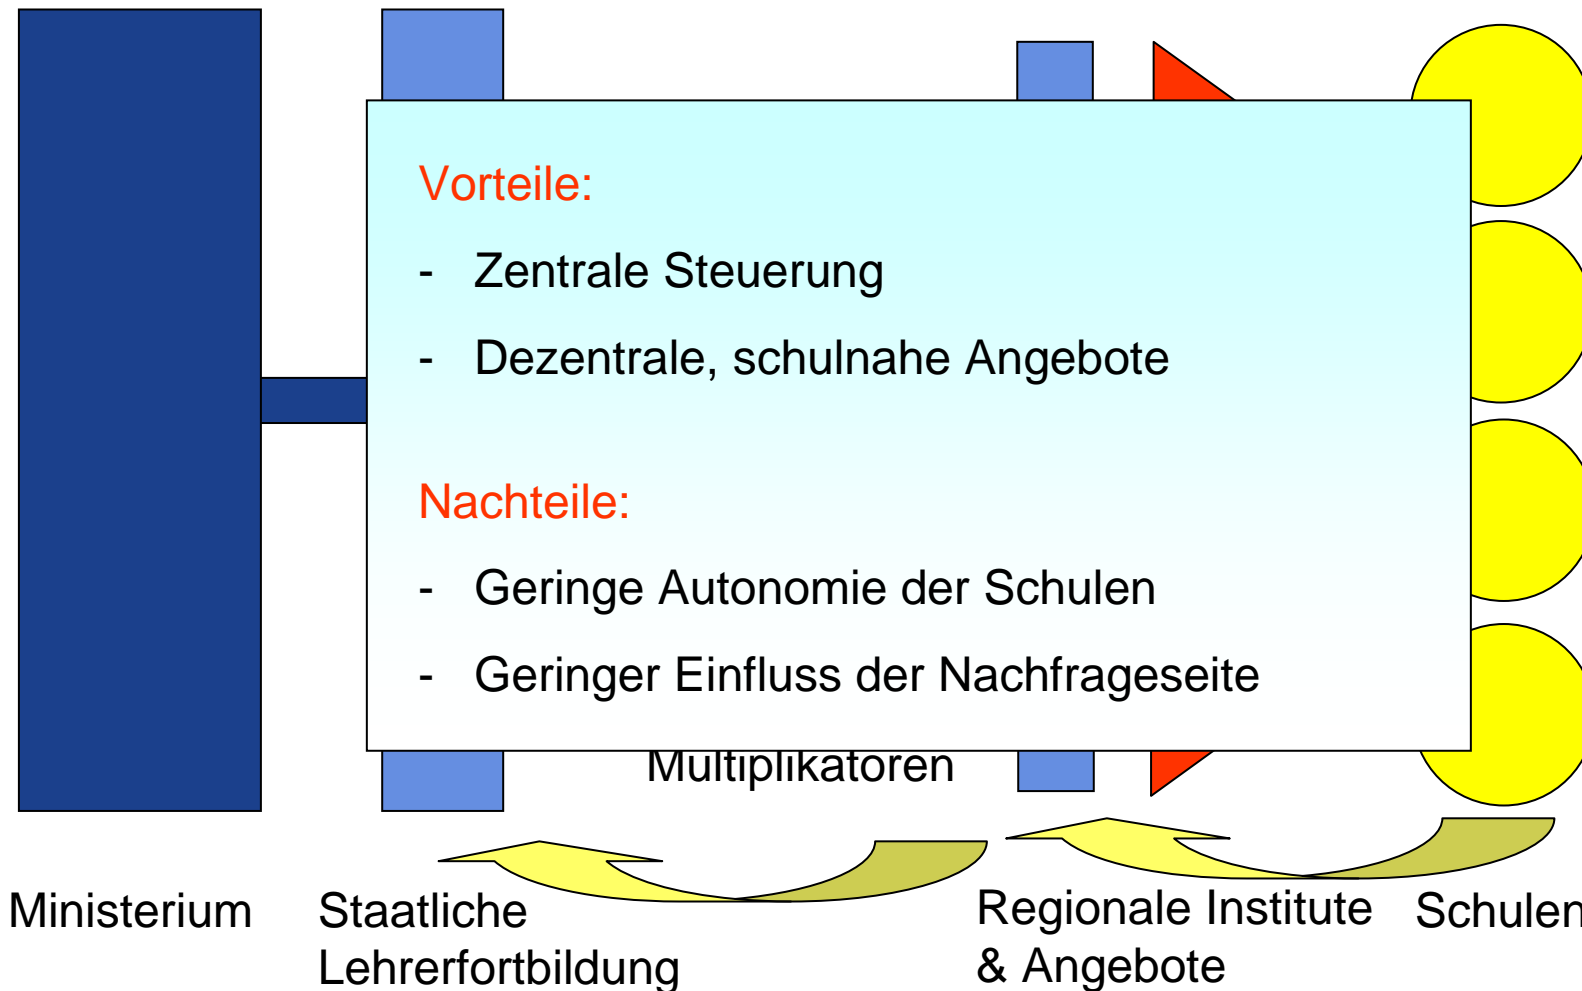 Vorteile:
- Zentrale Steuerung
- Dezentrale, schulnahe Angebote
Nachteile:
- Geringe Autonomie der Schulen
- Geringer Einfluss der Nachfrageseite
Multiplikatoren
Ministerium
Staatliche
Lehrerfortbildung
Regionale Institute
& Angebote
Schulen